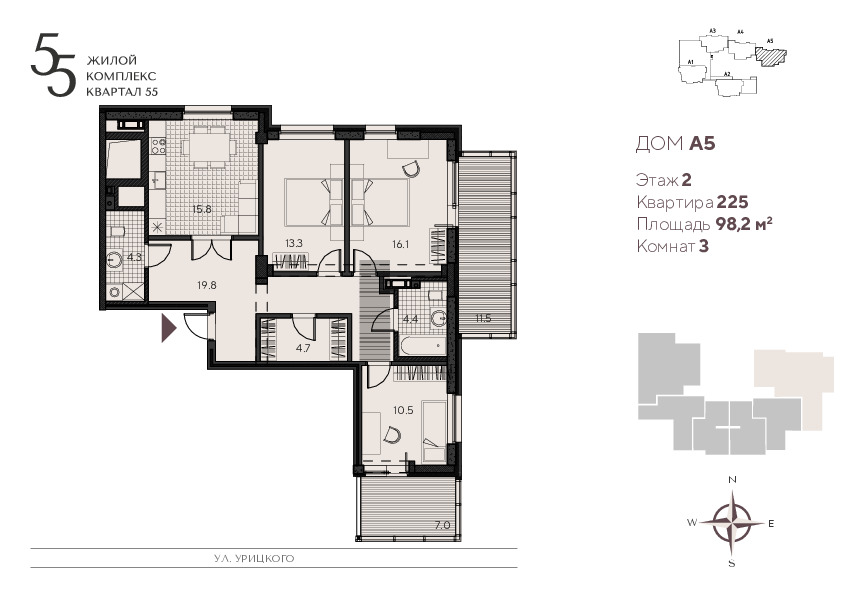 55
ЖИЛОЙ
КОМПЛЕКС
КВАРТАЛ 55
A3
A4
A5
A1
A2
ДОМ А5
Этаж 2
Квартира 225
Площадь 98,2 м²
Комнат 3
15.8
13.3
16.1
4.3
19.8
4.4
11.5
4.7
10.5
7.0
N
W
E
S
УЛ. УРИЦКОГО